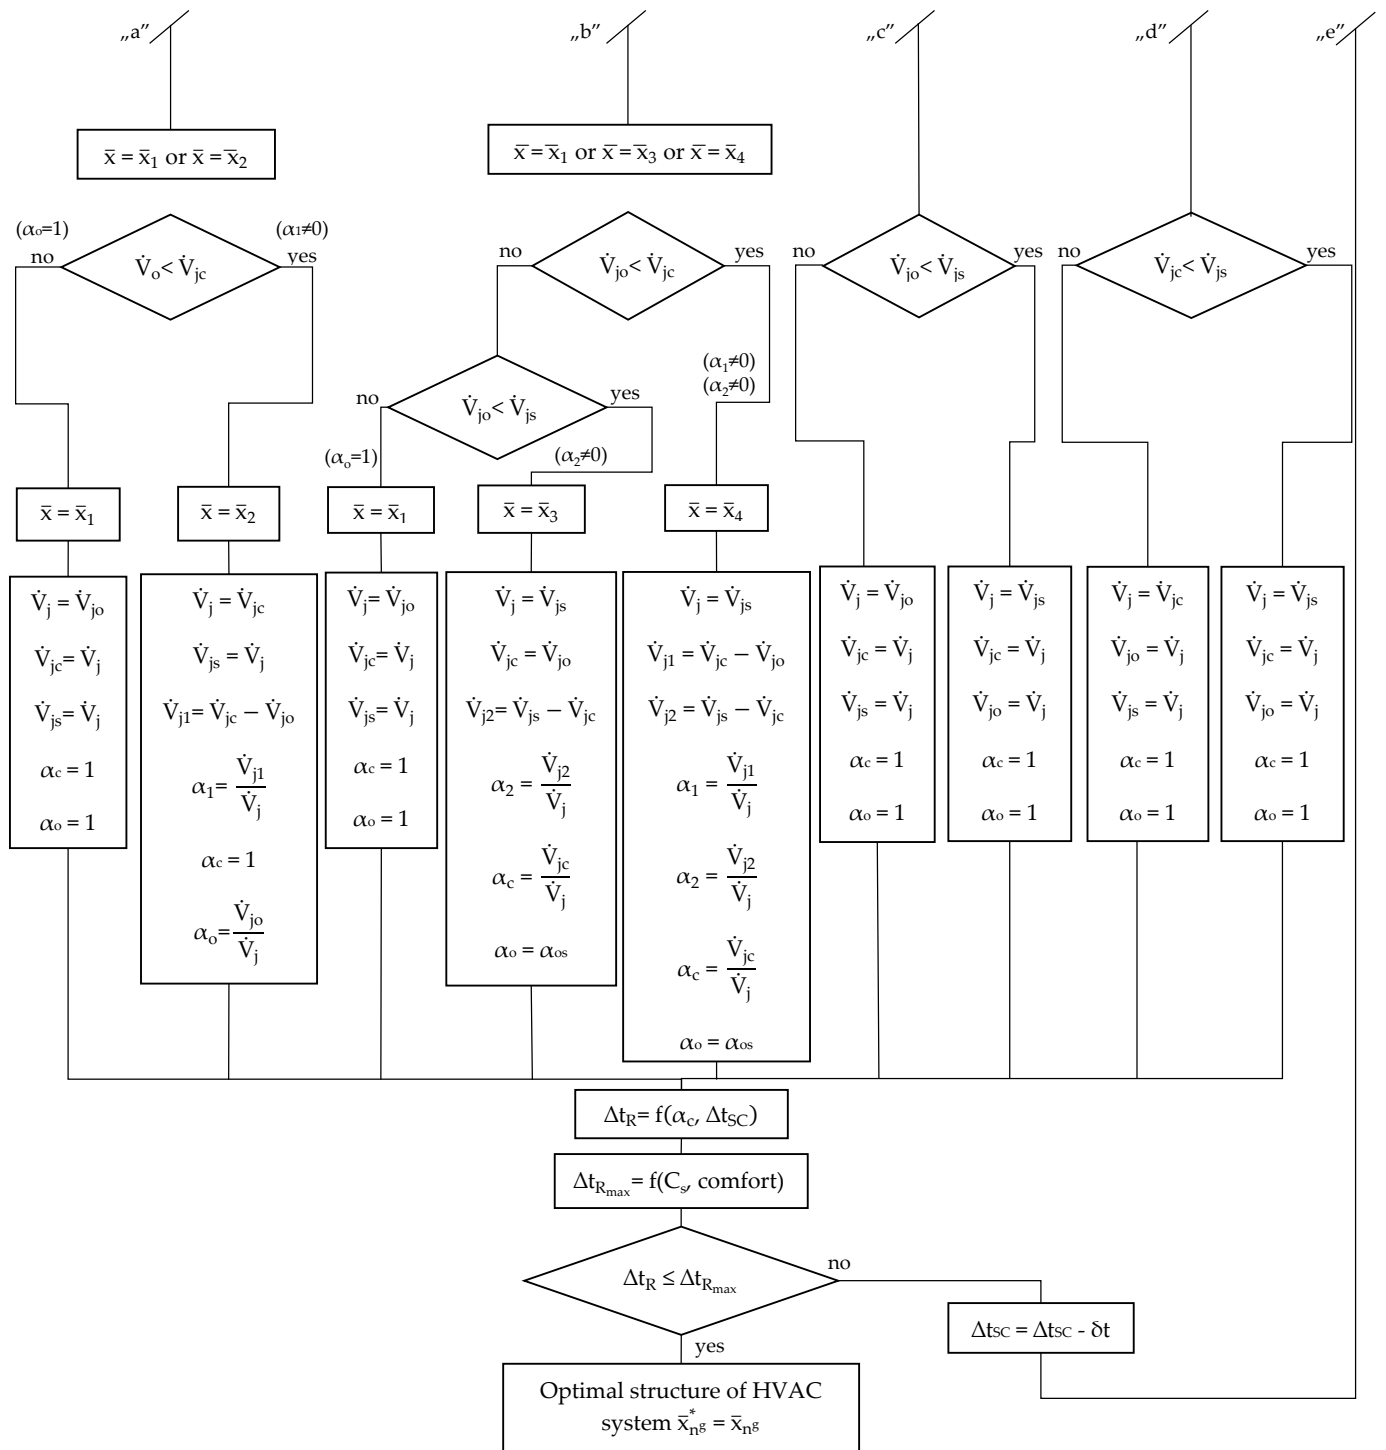 „a”
„b”
„c”
„d”
„e”
x̄ = x̄₁ or x̄ = x̄₂
x̄ = x̄₁ or x̄ = x̄₃ or x̄ = x̄₄
(αₒ=1)
no
V̇ₒ< V̇jc
(α₁≠0)
yes
no
V̇jo< V̇jc
yes
no
V̇jo< V̇js
yes
no
V̇jc< V̇js
yes
(α₁≠0)
(α₂≠0)
no
V̇jo< V̇js
yes
(αₒ=1)
(α₂≠0)
x̄ = x̄₁
x̄ = x̄₂
x̄ = x̄₁
x̄ = x̄₃
x̄ = x̄₄
V̇j = V̇jo
V̇jc= V̇j
V̇js= V̇j
αc = 1
αo = 1
V̇j = V̇jc
V̇js = V̇j
V̇j1= V̇jc − V̇jo
α₁= V̇j1/V̇j
αc = 1
αo= V̇jo/V̇j
V̇j= V̇jo
V̇jc= V̇j
V̇js= V̇j
αc = 1
αo = 1
V̇j = V̇js
V̇jc = V̇jo
V̇j2= V̇js − V̇jc
α₂ = V̇j2/V̇j
αc = V̇jc/V̇j
αo = αos
V̇j = V̇js
V̇j1 = V̇jc − V̇jo
V̇j2 = V̇js − V̇jc
α₁ = V̇j1/V̇j
α₂ = V̇j2/V̇j
αc = V̇jc/V̇j
αo = αos
V̇j = V̇jo
V̇jc = V̇j
V̇js = V̇j
αc = 1
αo = 1
V̇j = V̇js
V̇jc = V̇j
V̇jo = V̇j
αc = 1
αo = 1
V̇j = V̇jc
V̇jo = V̇j
V̇js = V̇j
αc = 1
αo = 1
V̇j = V̇js
V̇jc = V̇j
V̇jo = V̇j
αc = 1
αo = 1
ΔtR= f(αc, ΔtSC)
ΔtRmax= f(Cs, comfort)
ΔtR ≤ ΔtRmax
no
yes
ΔtSC = ΔtSC - δt
Optimal structure of HVAC
system x̄*ng = x̄ng